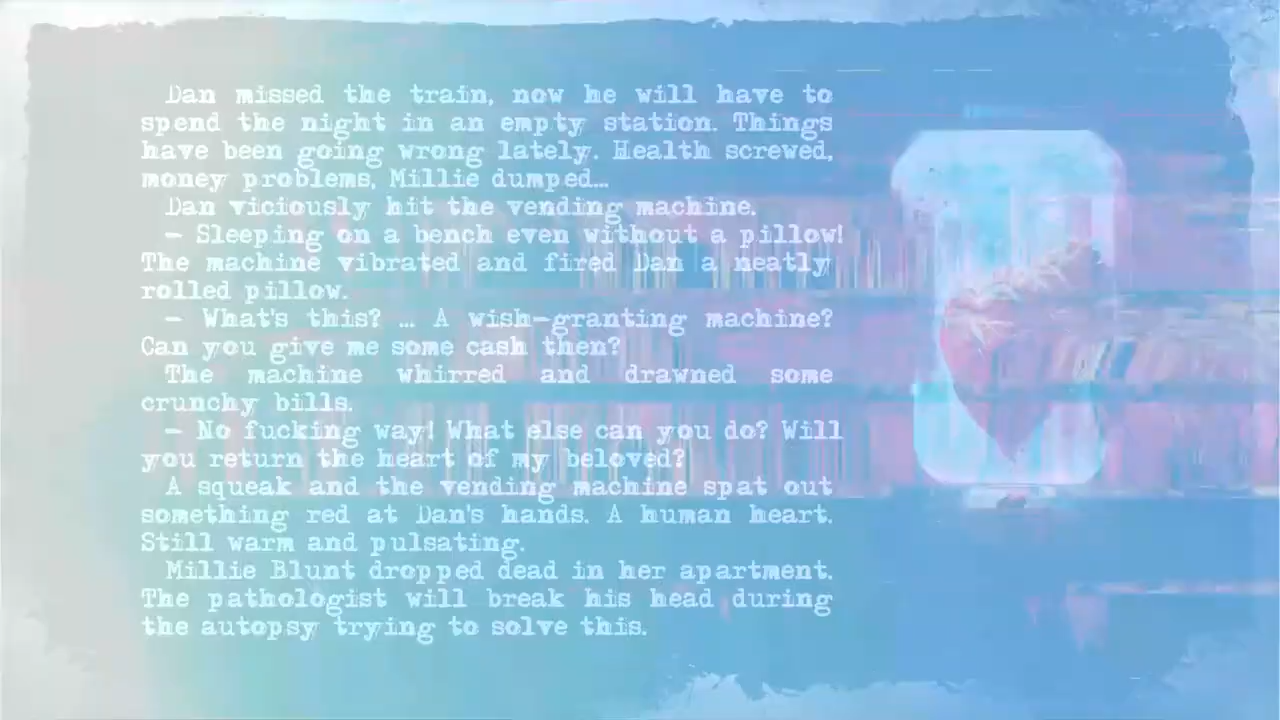 Dan missed the train, now he will have to
spend the night in an empty station. Things
have been going wrong lately. Health screwed,
money problems, Millie dumped...
Dan viciously hit the vending machine.
– Sleeping on a bench even without a pillow!
The machine vibrated and fired Dan a neatly
rolled pillow.
– What's this? ... A wish-granting machine?
Can you give me some cash then?
The machine whirred and drawned some
crunchy bills.
– No fucking way! What else can you do? Will
you return the heart of my beloved?
A squeak and the vending machine spat out
something red at Dan's hands. A human heart.
Still warm and pulsating.
Millie Blunt dropped dead in her apartment.
The pathologist will break his head during
the autopsy trying to solve this.